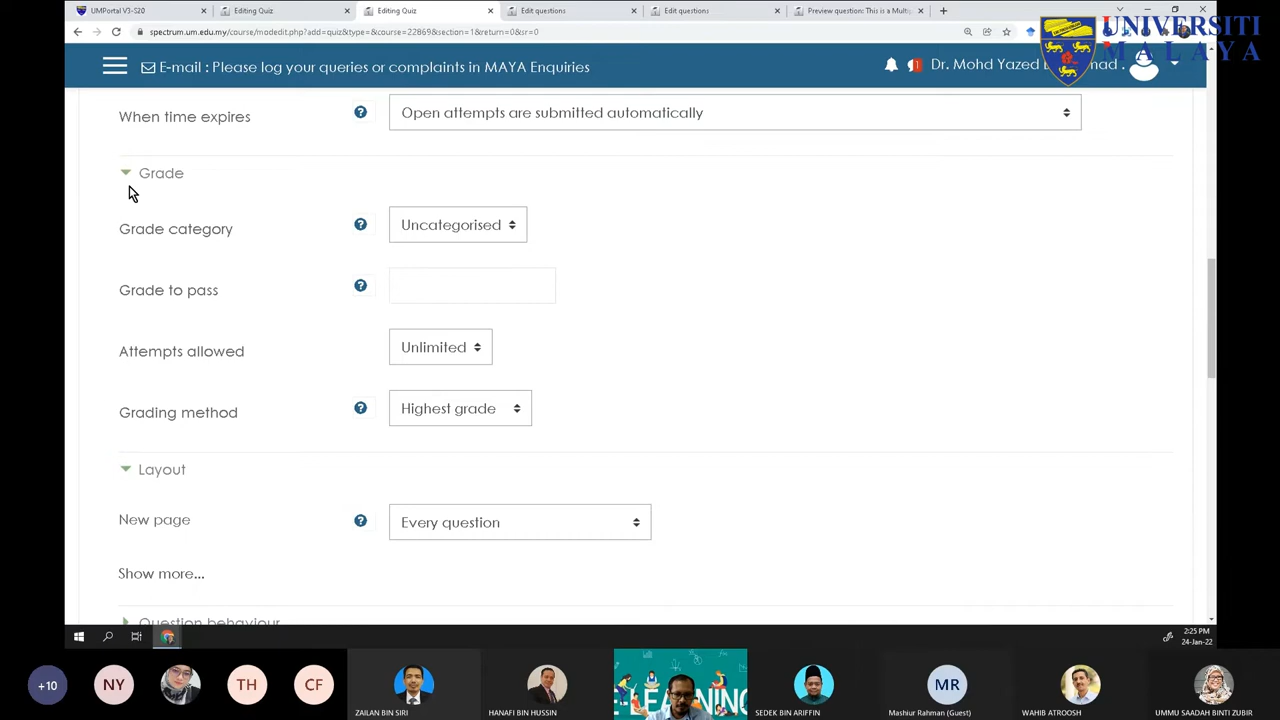 UMPortal V3-S20
Editing Quiz
Editing Quiz
Edit questions
Edit questions
Preview question: This is a Mult
spectrum.um.edu.my/course/modedit.php?add=quiz&type=&course=22869&section=1&return=0&sr=0
UNIVERSITI
MALAYA
E-mail : Please log your queries or complaints in MAYA Enquiries
Dr. Mohd Yazed
When time expires
Open attempts are submitted automatically
Grade
Grade category
Uncategorised
Grade to pass
Attempts allowed
Unlimited
Grading method
Highest grade
Layout
New page
Every question
Show more...
Question behaviour
2:25 PM
24-Jan-22
+10
NY
TH
CF
E-LEARNING
MR
ZAILAN BIN SIRI
HANAFI BIN HUSSIN
SEDEK BIN ARIFFIN
Mashiur Rahman (Guest)
WAHIB ATROOSH
UMMU SAADAH BINTI ZUBIR